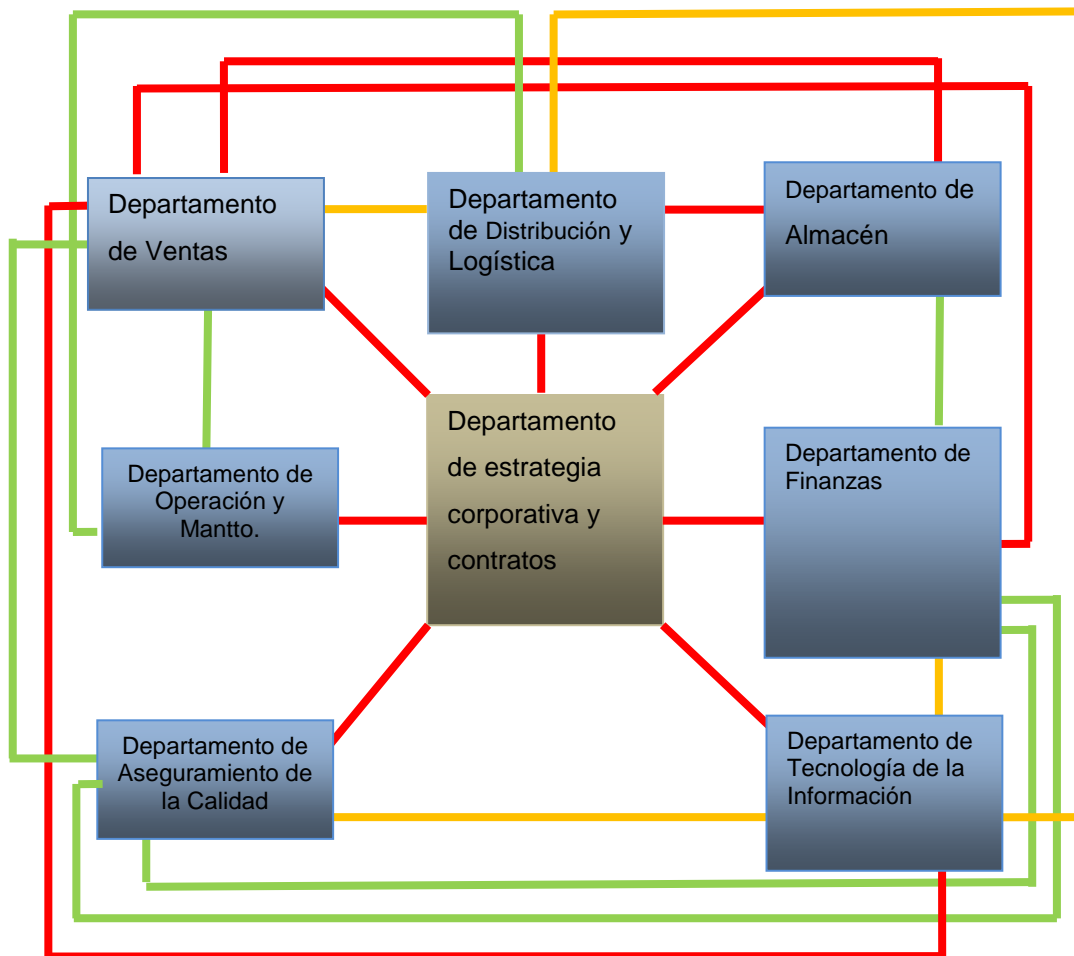 Departamento
de Ventas
Departamento
de Distribución y
Logística
Departamento de
Almacén
Departamento de
Operación y
Mantto.
Departamento
de estrategia
corporativa y
contratos
Departamento de
Finanzas
Departamento de
Aseguramiento de
la Calidad
Departamento de
Tecnología de la
Información